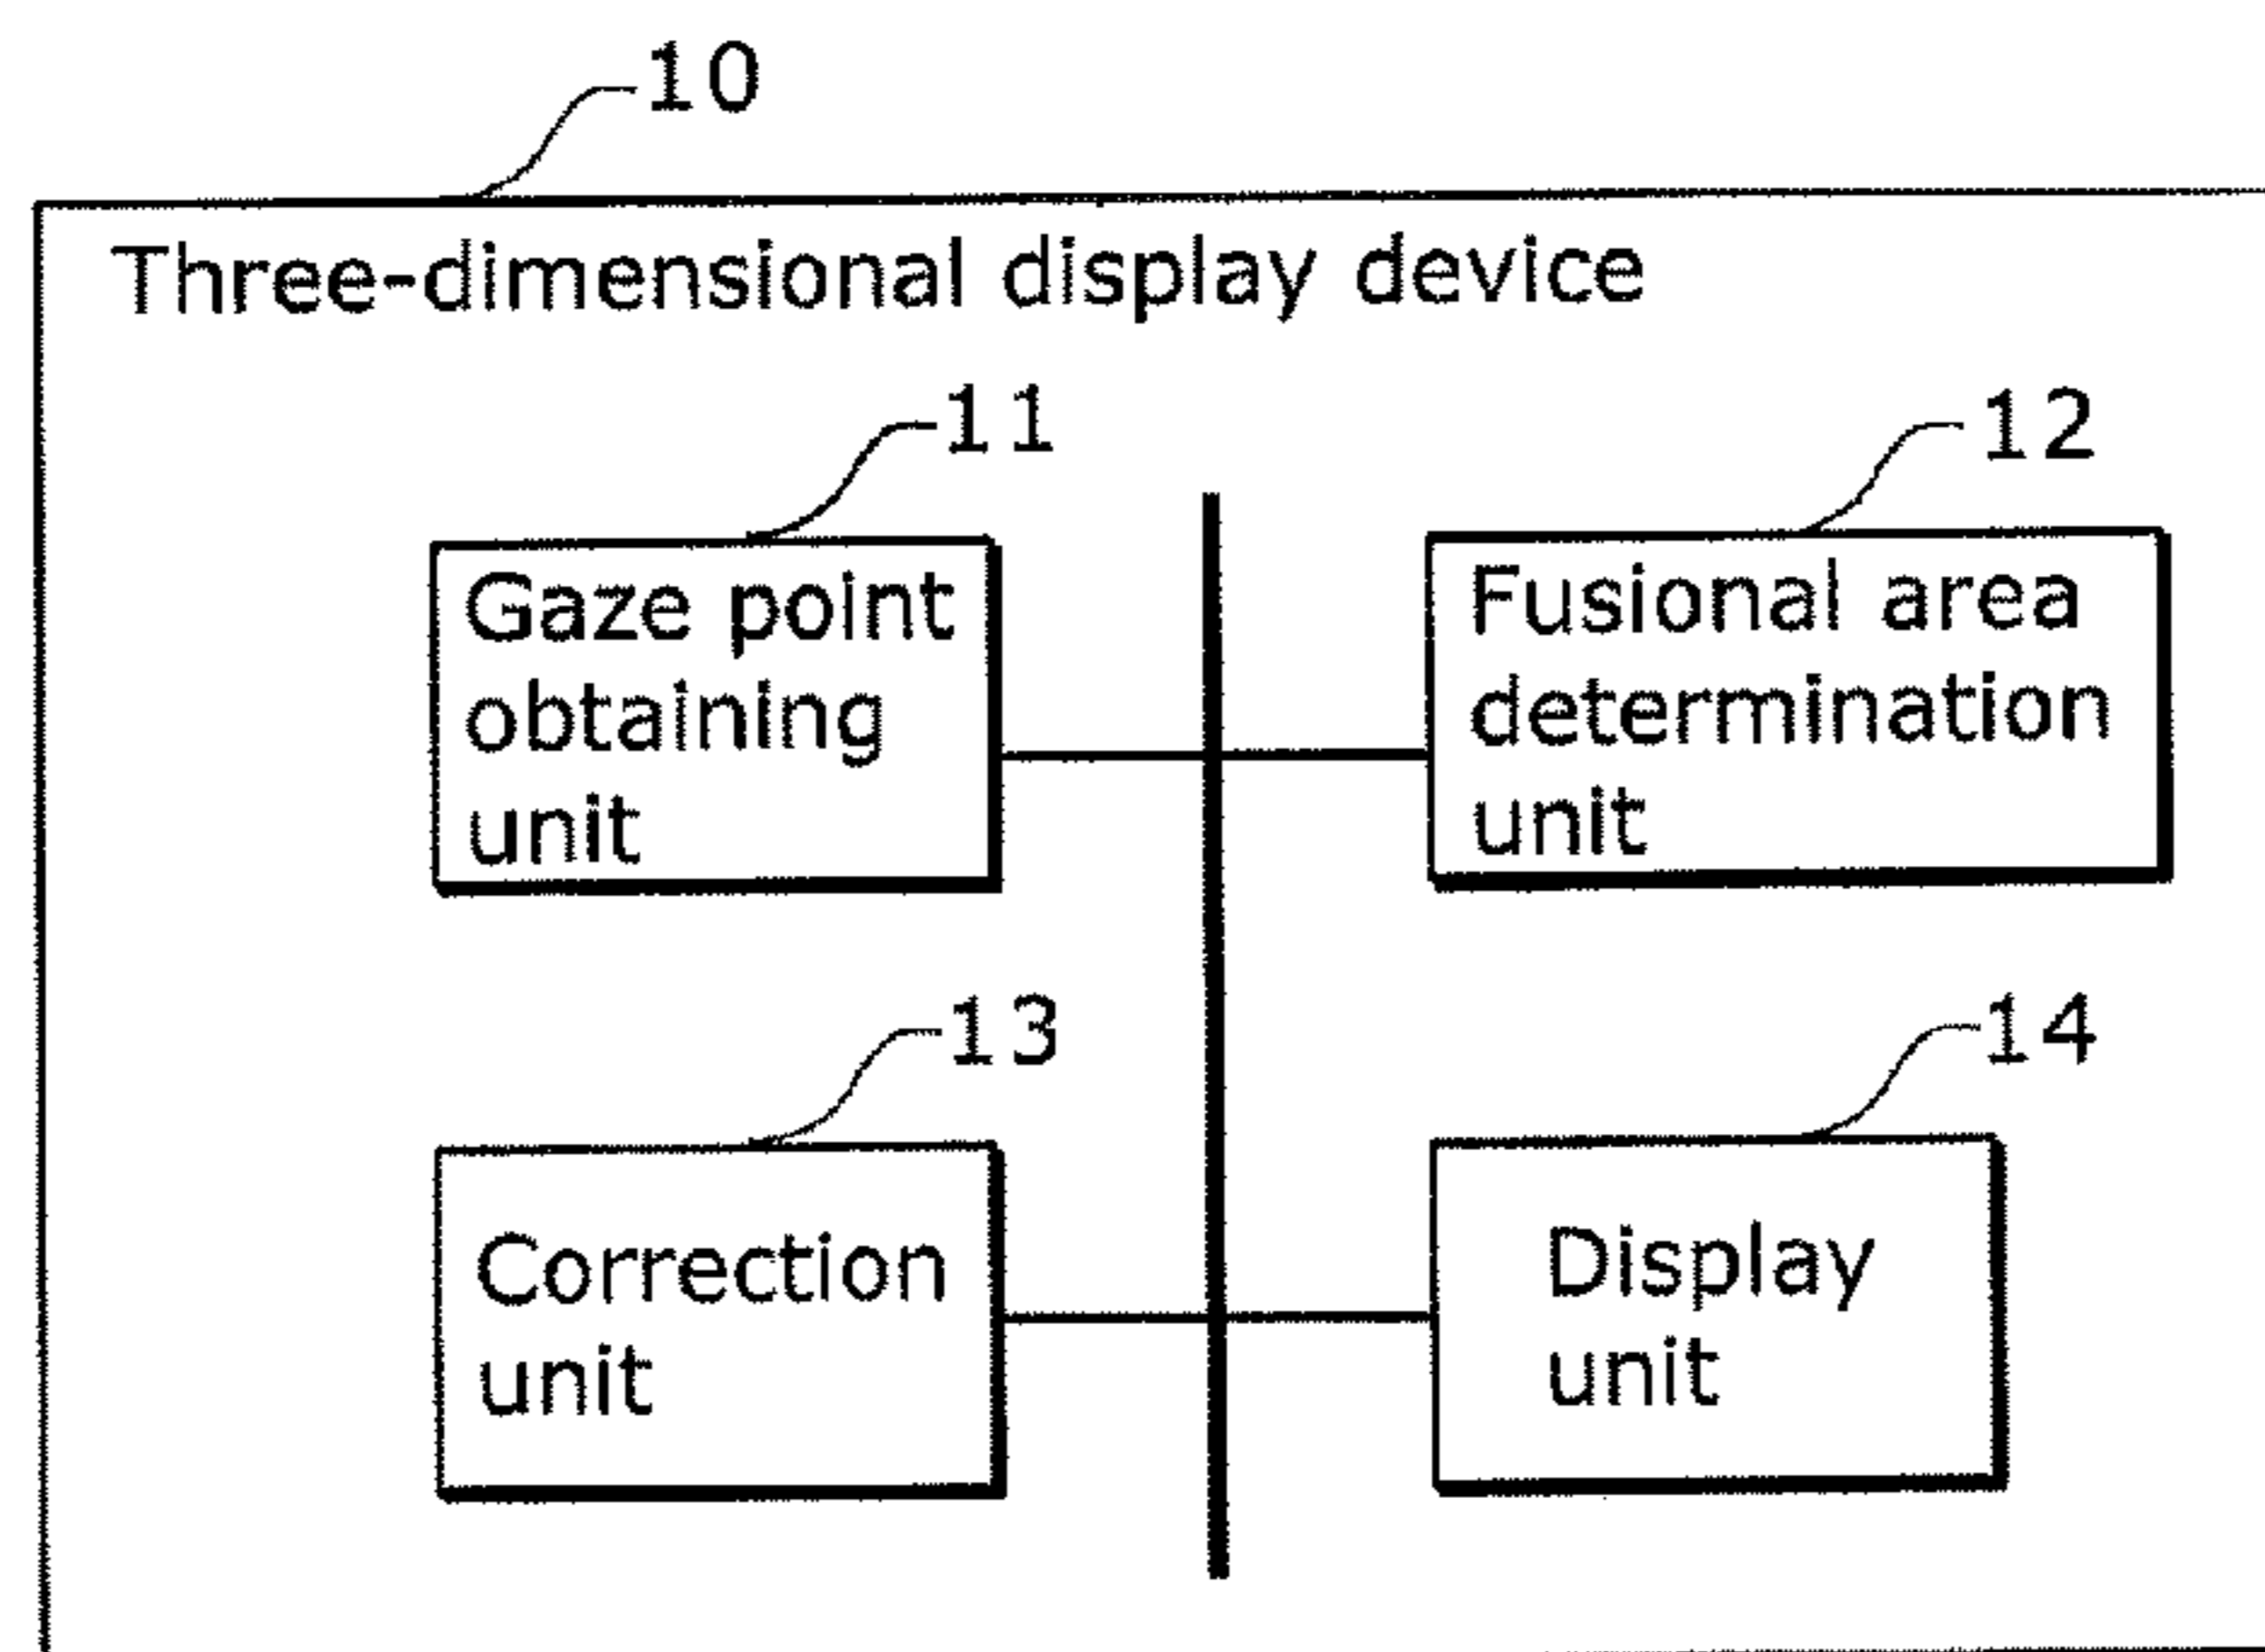 10
Three-dimensional display device
11
12
Gaze point
obtaining
unit
Fusional area
determination
unit
13
14
Correction
unit
Display
unit